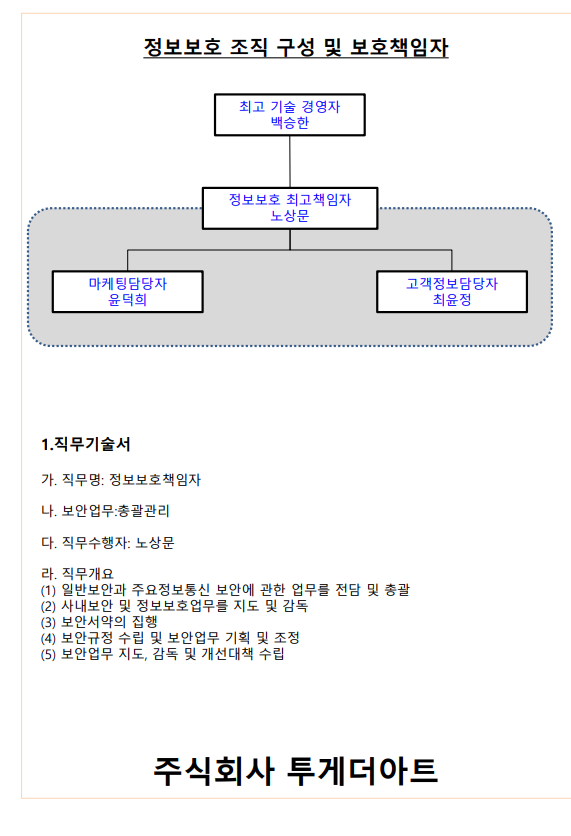 정보보호 조직 구성 및 보호책임자
최고 기술 경영자
백승한
정보보호 최고책임자
노상문
마케팅담당자
윤덕희
고객정보담당자
최윤정
1.직무기술서
가. 직무명: 정보보호책임자
나. 보안업무:총괄관리
다. 직무수행자: 노상문
랴. 직무개요
(1) 일반보안과 주요정보통신 보안에 관한 업무를 전담 및 총괄
(2) 사내보안 및 정보보호업무를 지도 및 감독
(3) 보안서약의 집행
(4) 보안규정 수립 및 보안업무 기획 및 조정
(5) 보안업무 지도, 감독 및 개선대책 수립
주식회사 투게더아트